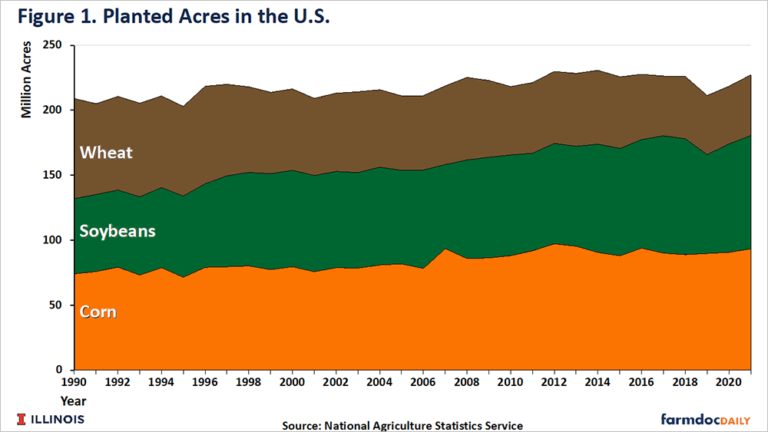 Figure 1. Planted Acres in the U.S.
Million Acres
250
200
150
100
50
0
Wheat
Soybeans
Corn
1990 1992 1994 1996 1998 2000 2002 2004 2006 2008 2010 2012 2014 2016 2018 2020
Year
I ILLINOIS
Source: National Agriculture Statistics Service
farmdocDAILY